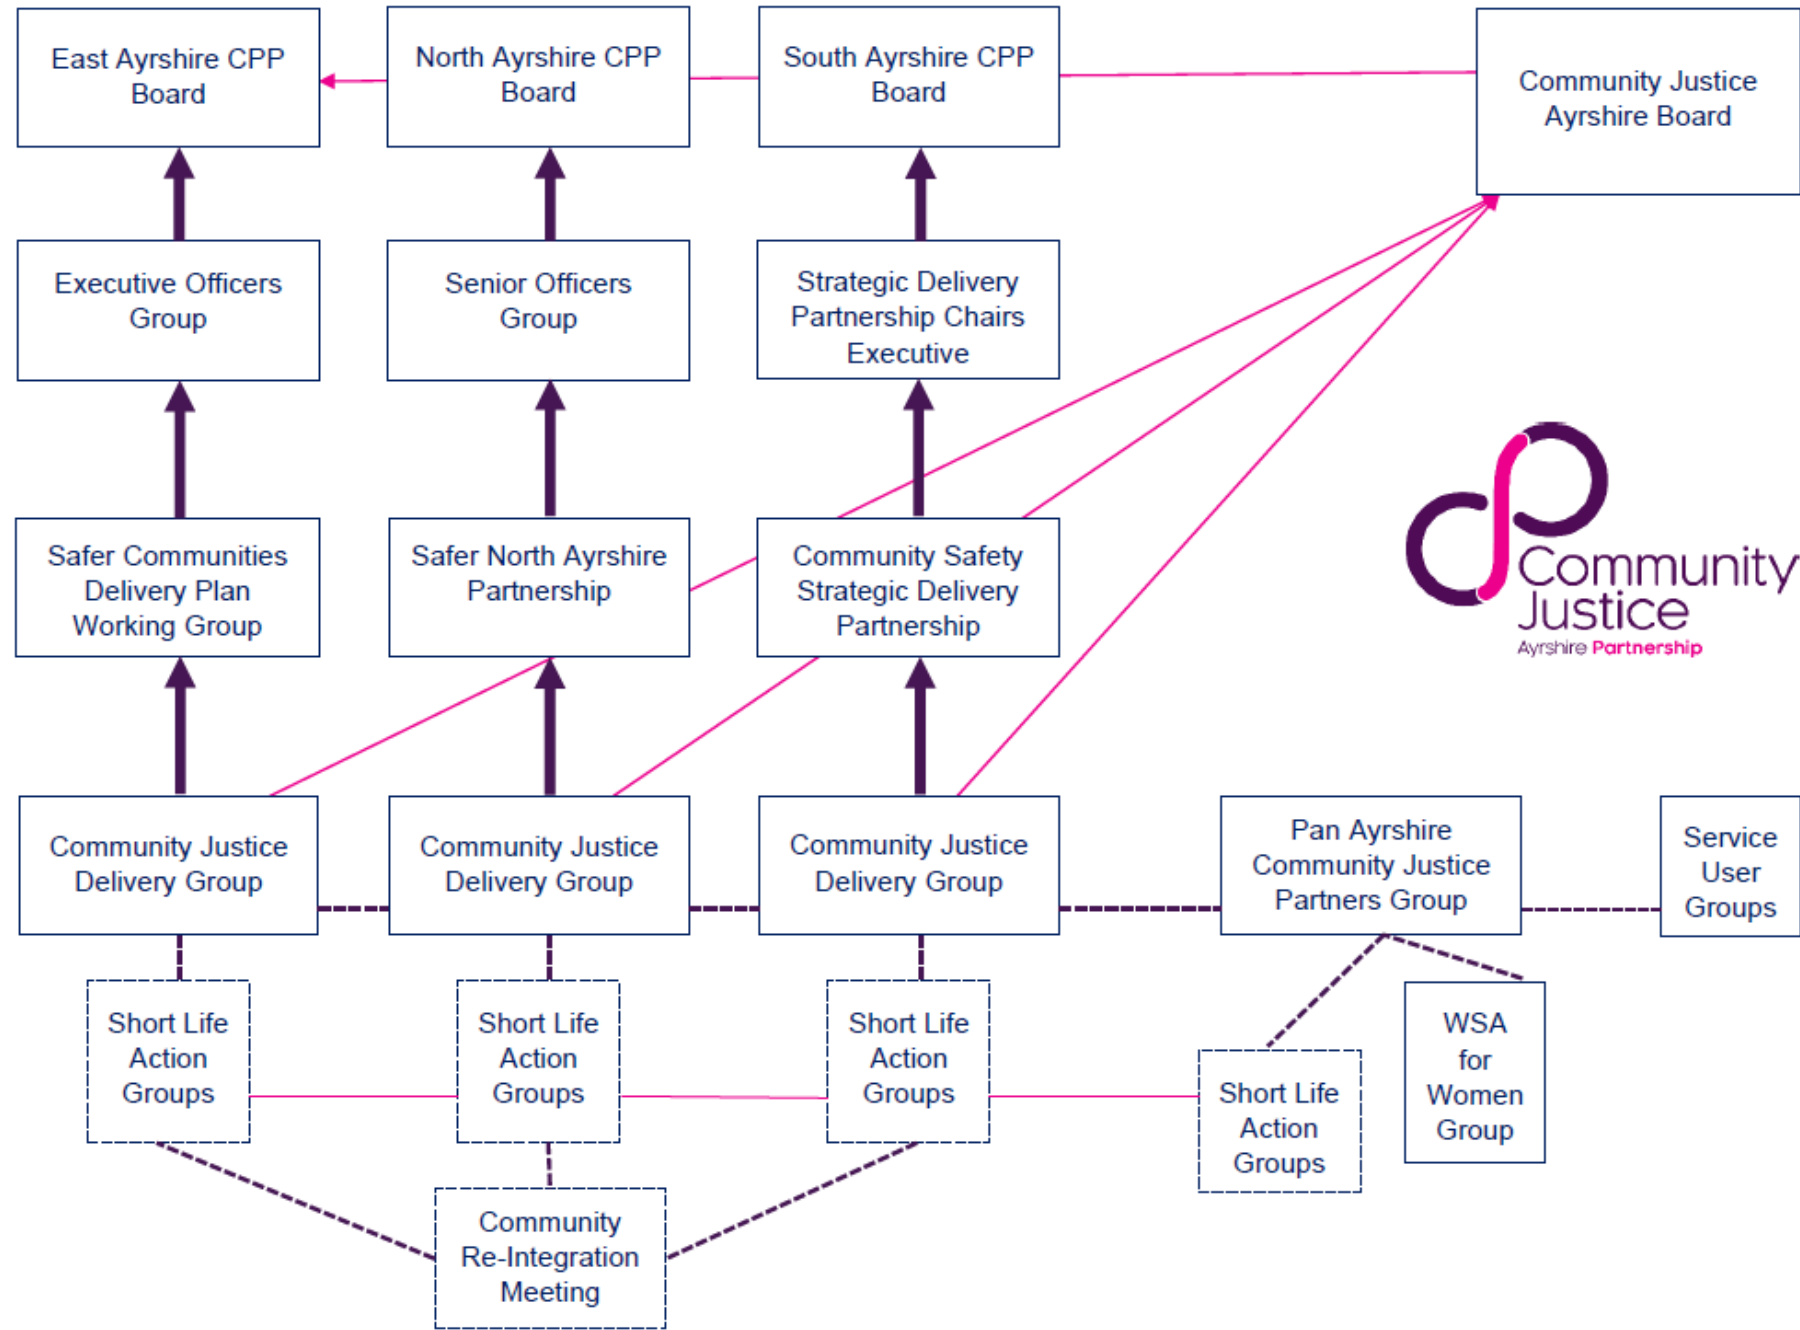 East Ayrshire CPP
Board
North Ayrshire CPP
Board
South Ayrshire CPP
Board
Community Justice
Ayrshire Board
Executive Officers
Group
Senior Officers
Group
Strategic Delivery
Partnership Chairs
Executive
Safer Communities
Delivery Plan
Working Group
Safer North Ayrshire
Partnership
Community Safety
Strategic Delivery
Partnership
Community
Justice
Ayrshire Partnership
Community Justice
Delivery Group
Community Justice
Delivery Group
Community Justice
Delivery Group
Pan Ayrshire
Community Justice
Partners Group
Service
User
Groups
Short Life
Action
Groups
Short Life
Action
Groups
Short Life
Action
Groups
Short Life
Action
Groups
WSA
for
Women
Group
Community
Re-Integration
Meeting